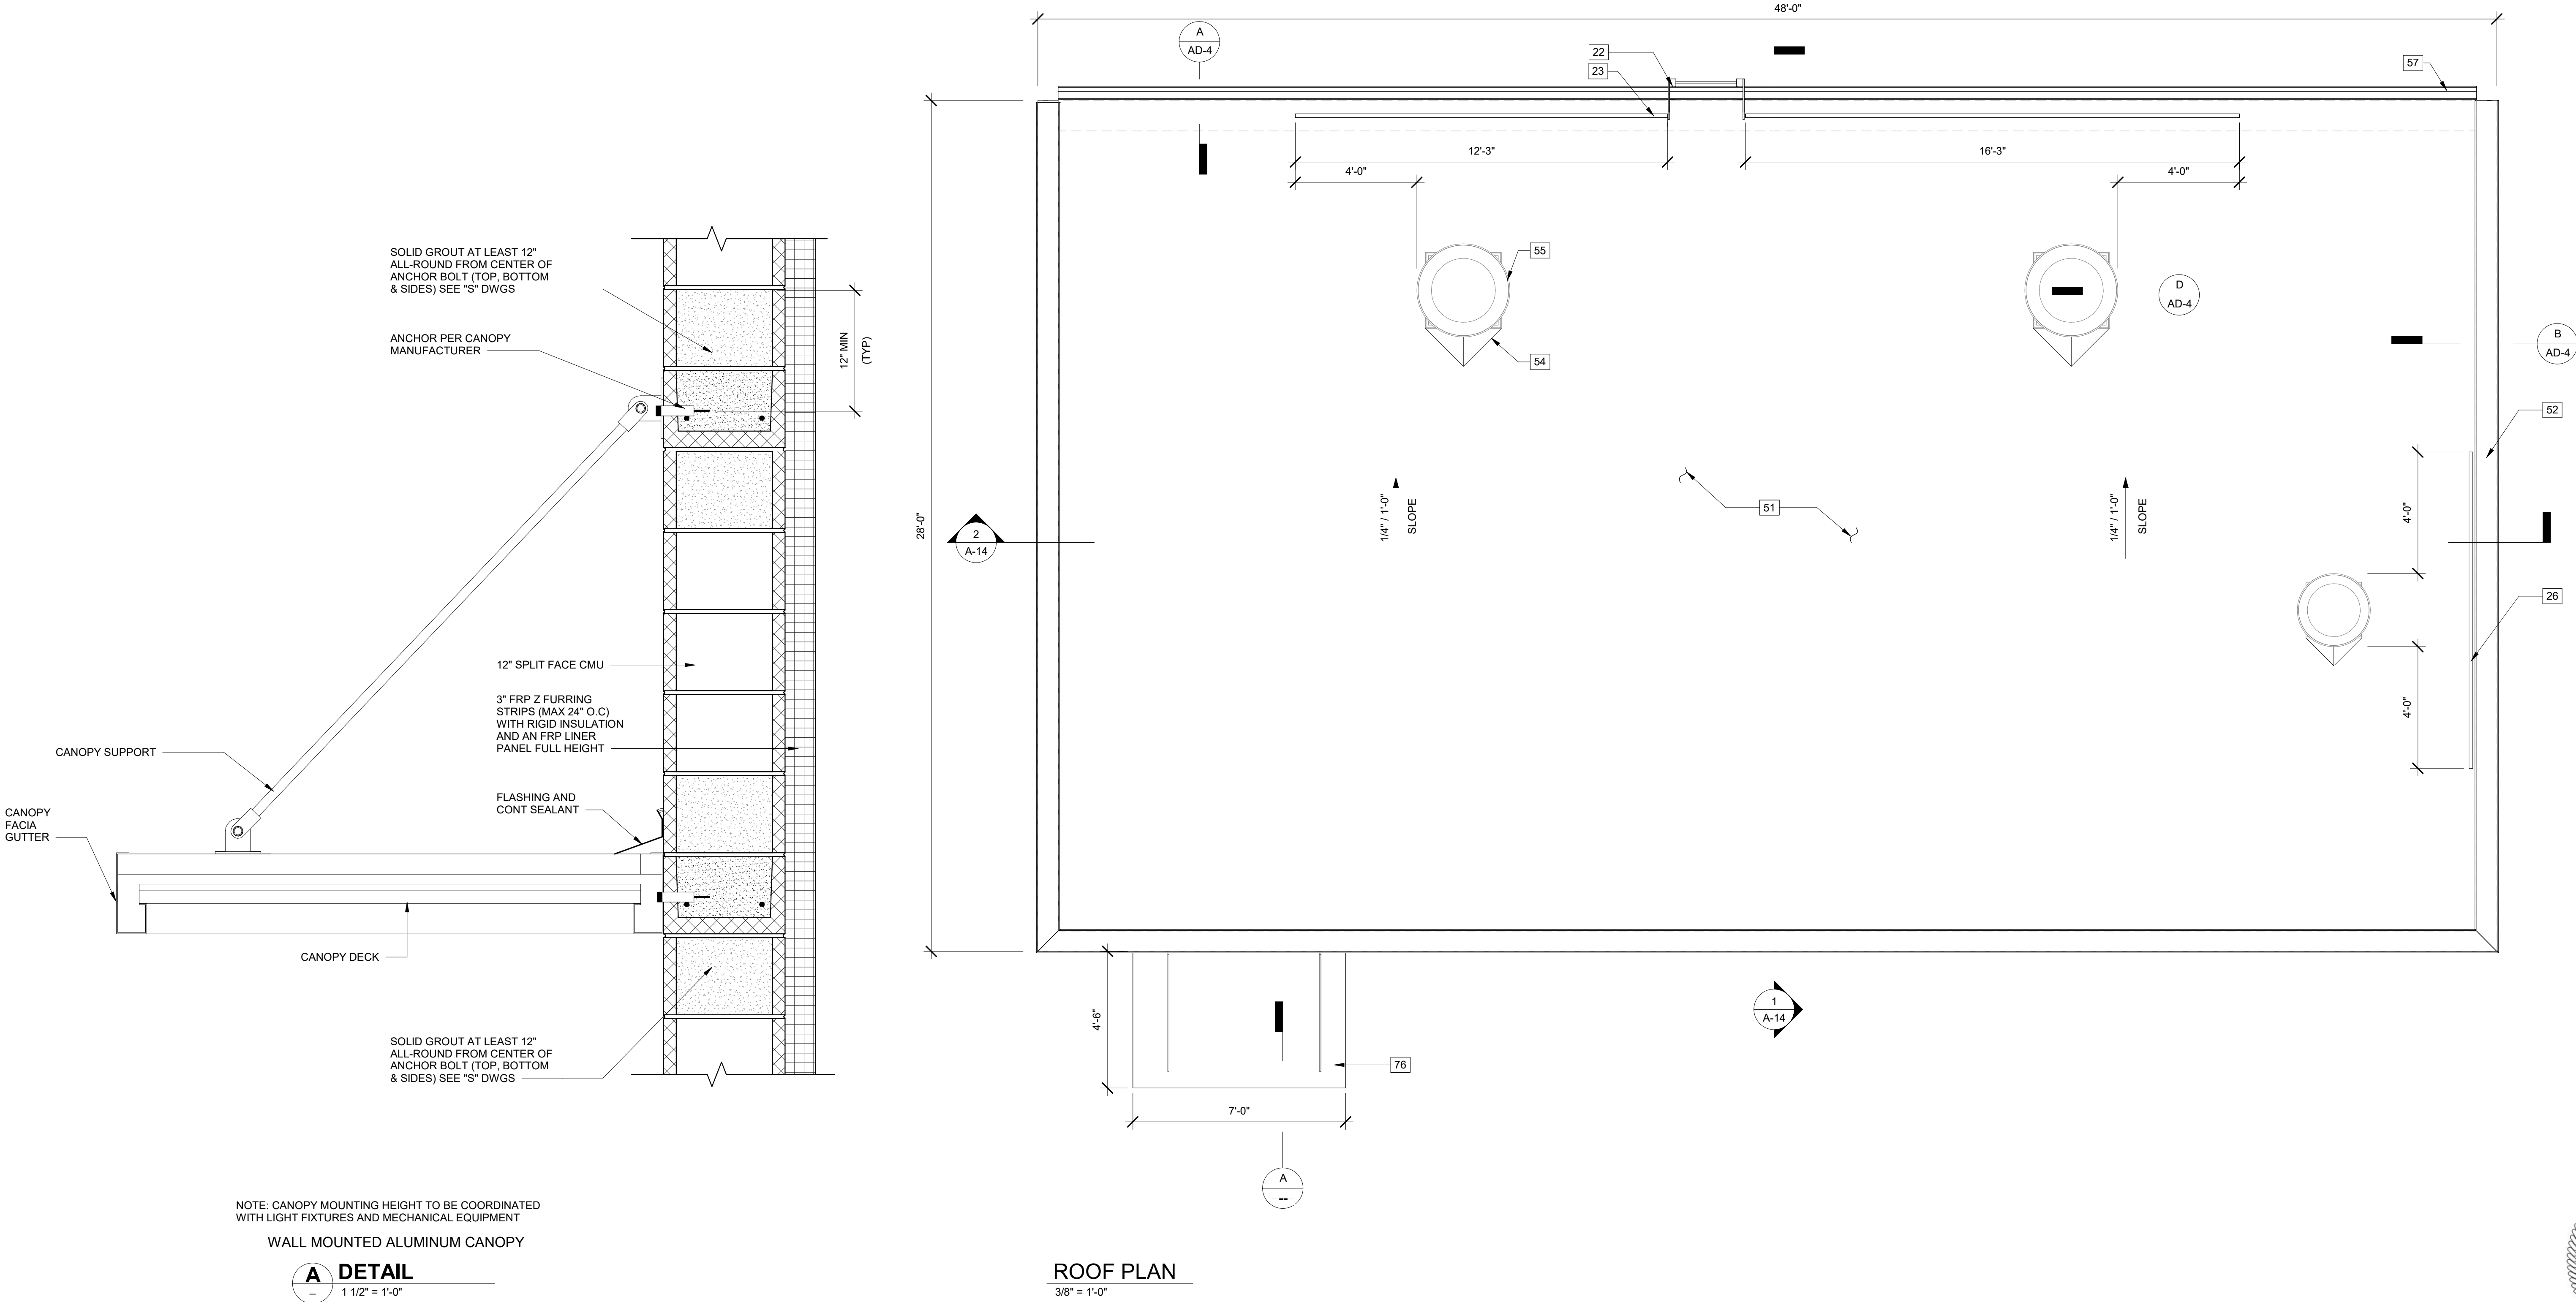 SOLID GROUT AT LEAST 12"
ALL-ROUND FROM CENTER OF
ANCHOR BOLT (TOP, BOTTOM
& SIDES) SEE "S" DWGS
ANCHOR PER CANOPY
MANUFACTURER
12" MIN
(TYP)
12" SPLIT FACE CMU
3" FRP Z FURRING
STRIPS (MAX 24" O.C)
WITH RIGID INSULATION
AND AN FRP LINER
PANEL FULL HEIGHT
CANOPY SUPPORT
FLASHING AND
CONT SEALANT
CANOPY
FACIA
GUTTER
CANOPY DECK
SOLID GROUT AT LEAST 12"
ALL-ROUND FROM CENTER OF
ANCHOR BOLT (TOP, BOTTOM
& SIDES) SEE "S" DWGS
NOTE: CANOPY MOUNTING HEIGHT TO BE COORDINATED
WITH LIGHT FIXTURES AND MECHANICAL EQUIPMENT
WALL MOUNTED ALUMINUM CANOPY
A
–
DETAIL
1 1/2" = 1'-0"
48'-0"
A
AD-4
22
23
57
12'-3"
16'-3"
4'-0"
4'-0"
55
54
D
AD-4
B
AD-4
52
28'-0"
2
A-14
1/4" / 1'-0"
SLOPE
51
1/4" / 1'-0"
SLOPE
4'-0"
26
4'-0"
4'-6"
76
7'-0"
1
A-14
A
--
ROOF PLAN
3/8" = 1'-0"